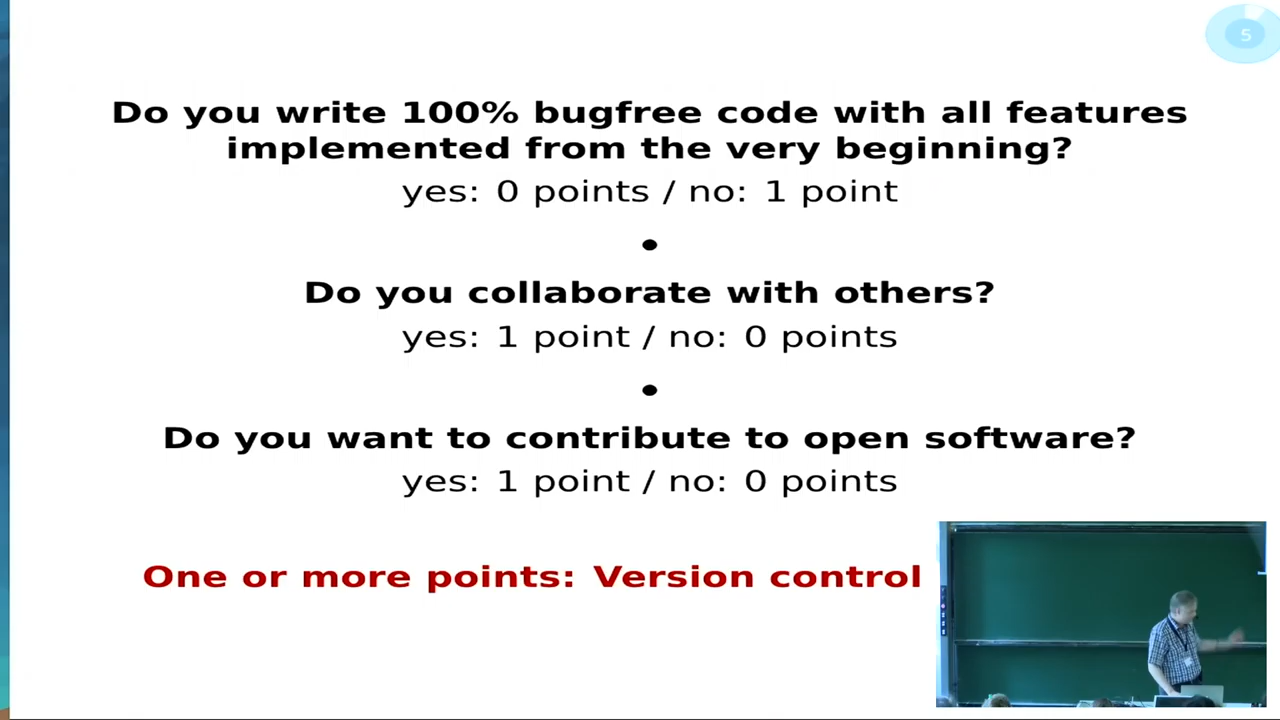 5
Do you write 100% bugfree code with all features
implemented from the very beginning?
yes: 0 points / no: 1 point
•
Do you collaborate with others?
yes: 1 point / no: 0 points
•
Do you want to contribute to open software?
yes: 1 point / no: 0 points
One or more points: Version control